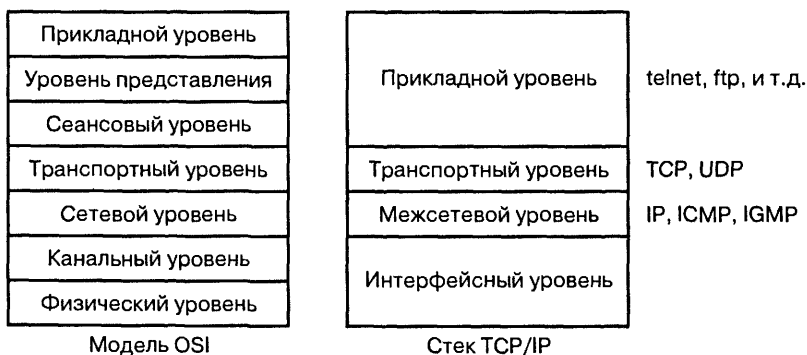 Прикладной уровень
Уровень представления
Сеансовый уровень
Транспортный уровень
Сетевой уровень
Канальный уровень
Физический уровень
Модель OSI
Прикладной уровень
telnet, ftp, и т.д.
Транспортный уровень
TCP, UDP
Межсетевой уровень
IP, ICMP, IGMP
Интерфейсный уровень
Стек TCP/IP